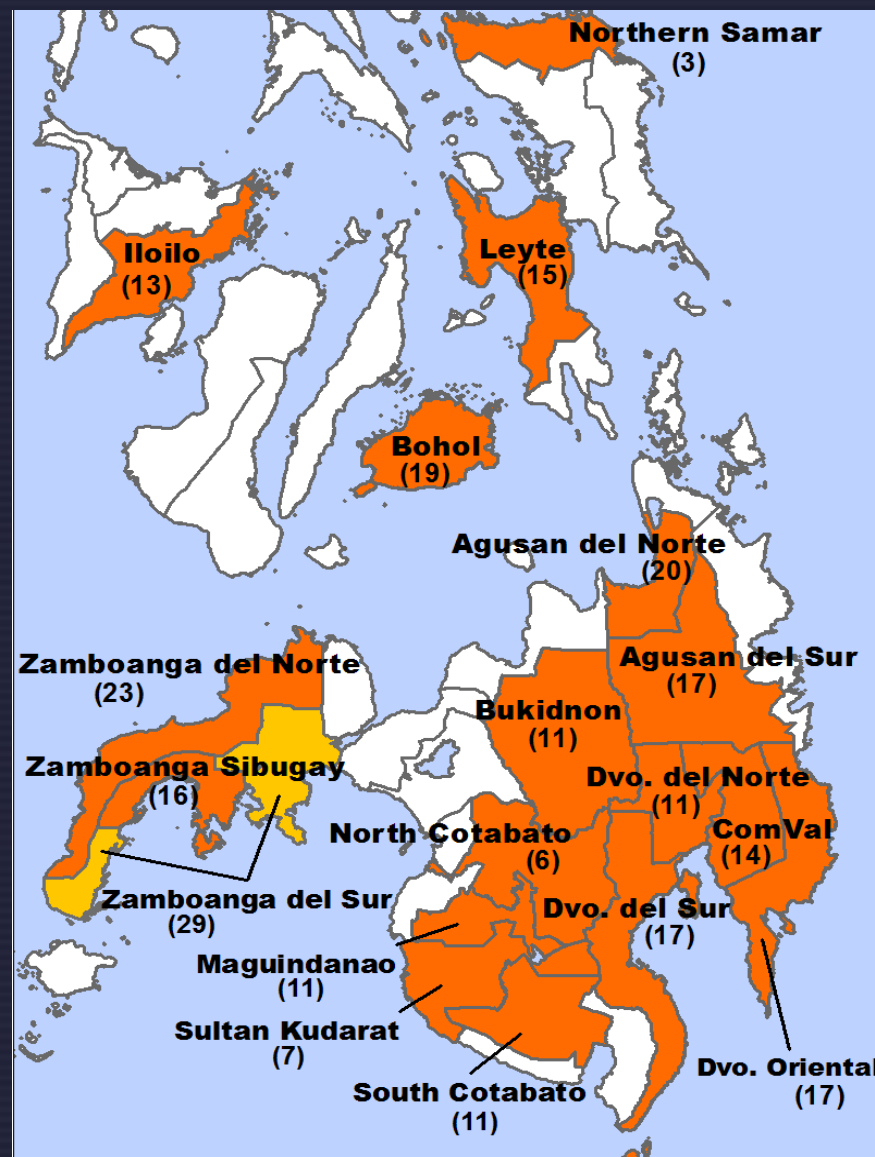 Northern Samar
(3)
Iloilo
(13)
Leyte
(15)
Bohol
(19)
Agusan del Norte
(20)
Zamboanga del Norte
(23)
Agusan del Sur
(17)
Bukidnon
(11)
Zamboanga Sibugay
(16)
Dvo. del Norte
(11)
North Cotabato
(6)
ComVal
(14)
Zamboanga del Sur
(29)
Dvo. del Sur
(17)
Maguindanao
(11)
Sultan Kudarat
(7)
South Cotabato
(11)
Dvo. Oriental
(17)